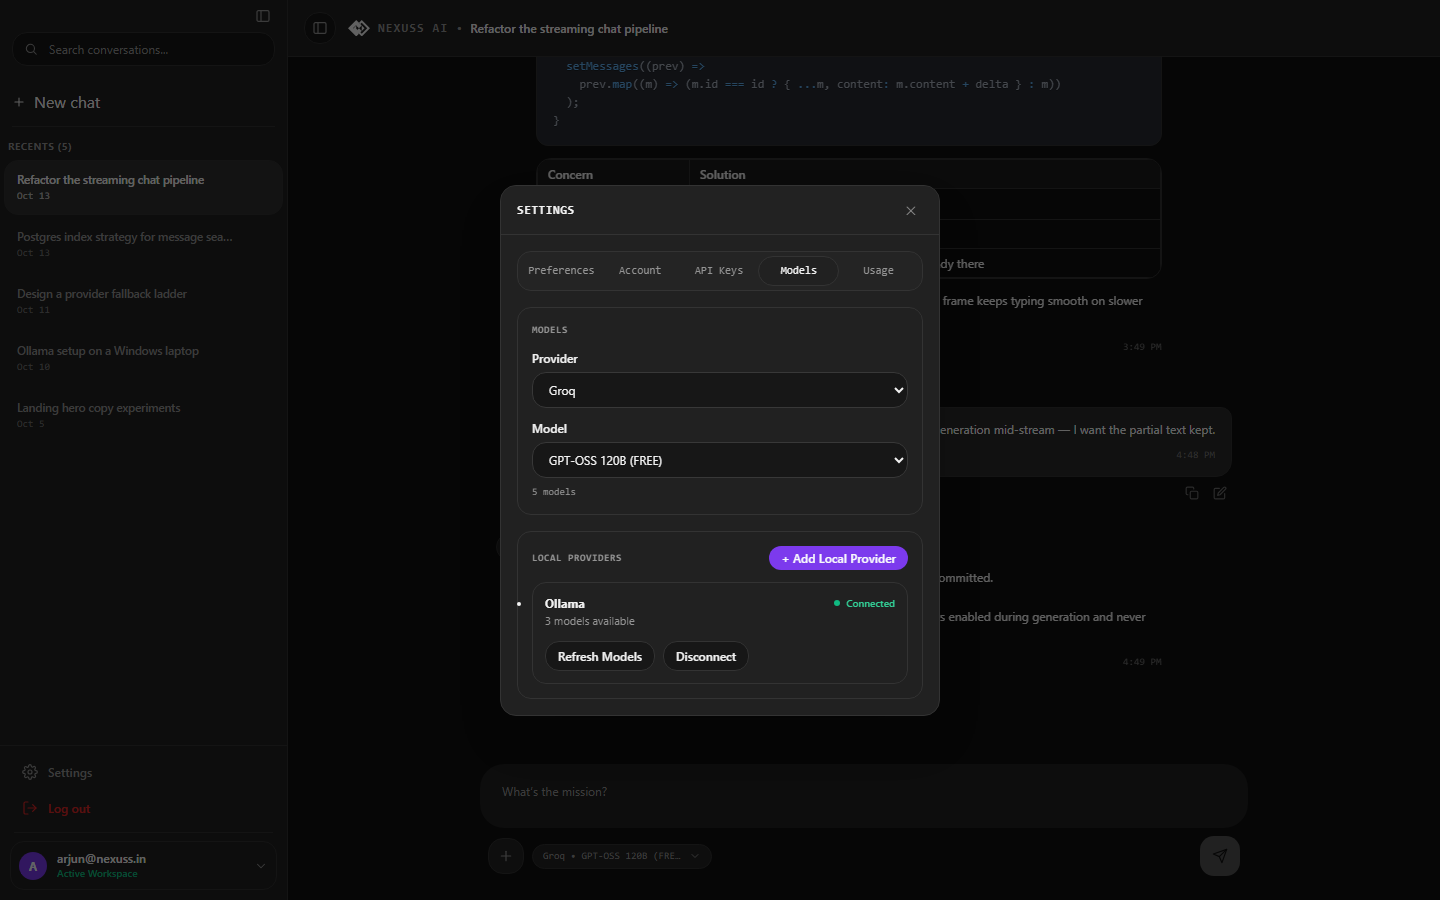 Search conversations...
+ New chat
RECENTS (5)
Refactor the streaming chat pipeline
Oct 13
Postgres index strategy for message sea...
Oct 13
Design a provider fallback ladder
Oct 11
Ollama setup on a Windows laptop
Oct 10
Landing hero copy experiments
Oct 5
Settings
Log out
A
arjun@nexuss.in
Active Workspace
NEXUSS AI • Refactor the streaming chat pipeline
setMessages((prev) =>
prev.map((m) => (m.id === id ? { ...m, content: m.content + delta } : m))
);
}
Concern Solution
dy there
frame keeps typing smooth on slower
3:49 PM
eneration mid-stream — I want the partial text kept.
4:48 PM
ommitted.
s enabled during generation and never
4:49 PM
SETTINGS
Preferences Account API Keys Models Usage
MODELS
Provider
Groq
Model
GPT-OSS 120B (FREE)
5 models
LOCAL PROVIDERS
+ Add Local Provider
• Ollama
Connected
3 models available
Refresh Models Disconnect
What's the mission?
Groq • GPT-OSS 120B (FRE…